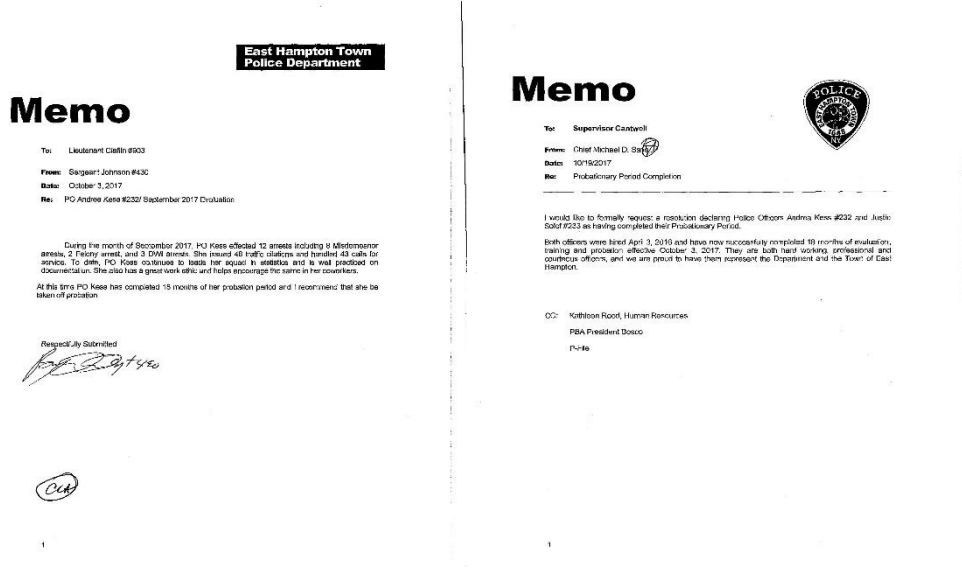 East Hampton Town
Police Department
Memo
To: Lieutenant Claflin #903
From: Sergeant Johnson #430
Date: October 3, 2017
Re: PO Andrea Kess #232/ September 2017 Evaluation
During the month of September 2017, PO Kess effected 12 arrests including 8 Misdemeanor
arrests, 2 Felony arrest, and 3 DWI arrests. She issued 48 traffic citations and handled 43 calls for
service. To date, PO Kess continues to leads her squad in statistics and is well practiced on
documentation. She also has a great work ethic and helps encourage the same in her coworkers.
At this time PO Kess has completed 18 months of her probation period and I recommend that she be
taken off probation
Respectfully Submitted
1
Memo
POLICE
EAST HAMPTON TOWN
1648
NY
To: Supervisor Cantwell
From: Chief Michael D.
Date: 10/19/2017
Re: Probationary Period Completion
I would like to formally request a resolution declaring Police Officers Andrea Kess #232 and Justin
#233 as having completed their Probationary Period.
Both officers were hired April 3, 2016 and have now successfully completed 18 months of evaluation,
training and probation effective October 3, 2017. They are both hard working, professional and
courteous officers, and we are proud to have them represent the Department and the Town of East
Hampton.
CC: Kathleen Reed, Human Resources
PBA President Bosco
P-File
1